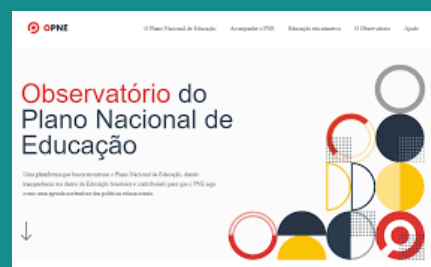 OPNE
O Plano Nacional de Educação Acompanhe o PNE Educação em números O Observatório Ajuda
Observatório do
Plano Nacional de
Educação
Uma plataforma que busca monitorar o Plano Nacional de Educação, dando
transparência aos dados da Educação brasileira e contribuindo para que o PNE siga
como uma agenda norteadora das políticas educacionais.